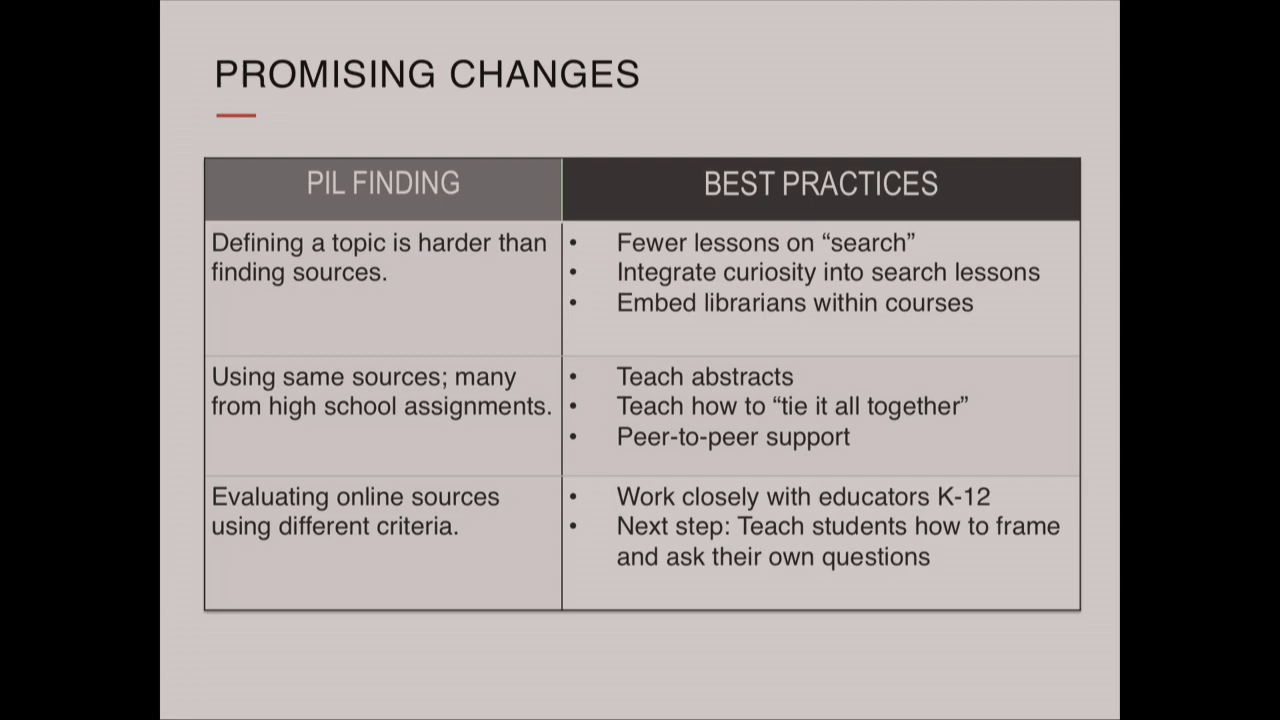 PROMISING CHANGES
PIL FINDING
BEST PRACTICES
Defining a topic is harder than
finding sources.
• Fewer lessons on “search”
• Integrate curiosity into search lessons
• Embed librarians within courses
Using same sources; many
from high school assignments.
• Teach abstracts
• Teach how to “tie it all together”
• Peer-to-peer support
Evaluating online sources
using different criteria.
• Work closely with educators K-12
• Next step: Teach students how to frame
and ask their own questions